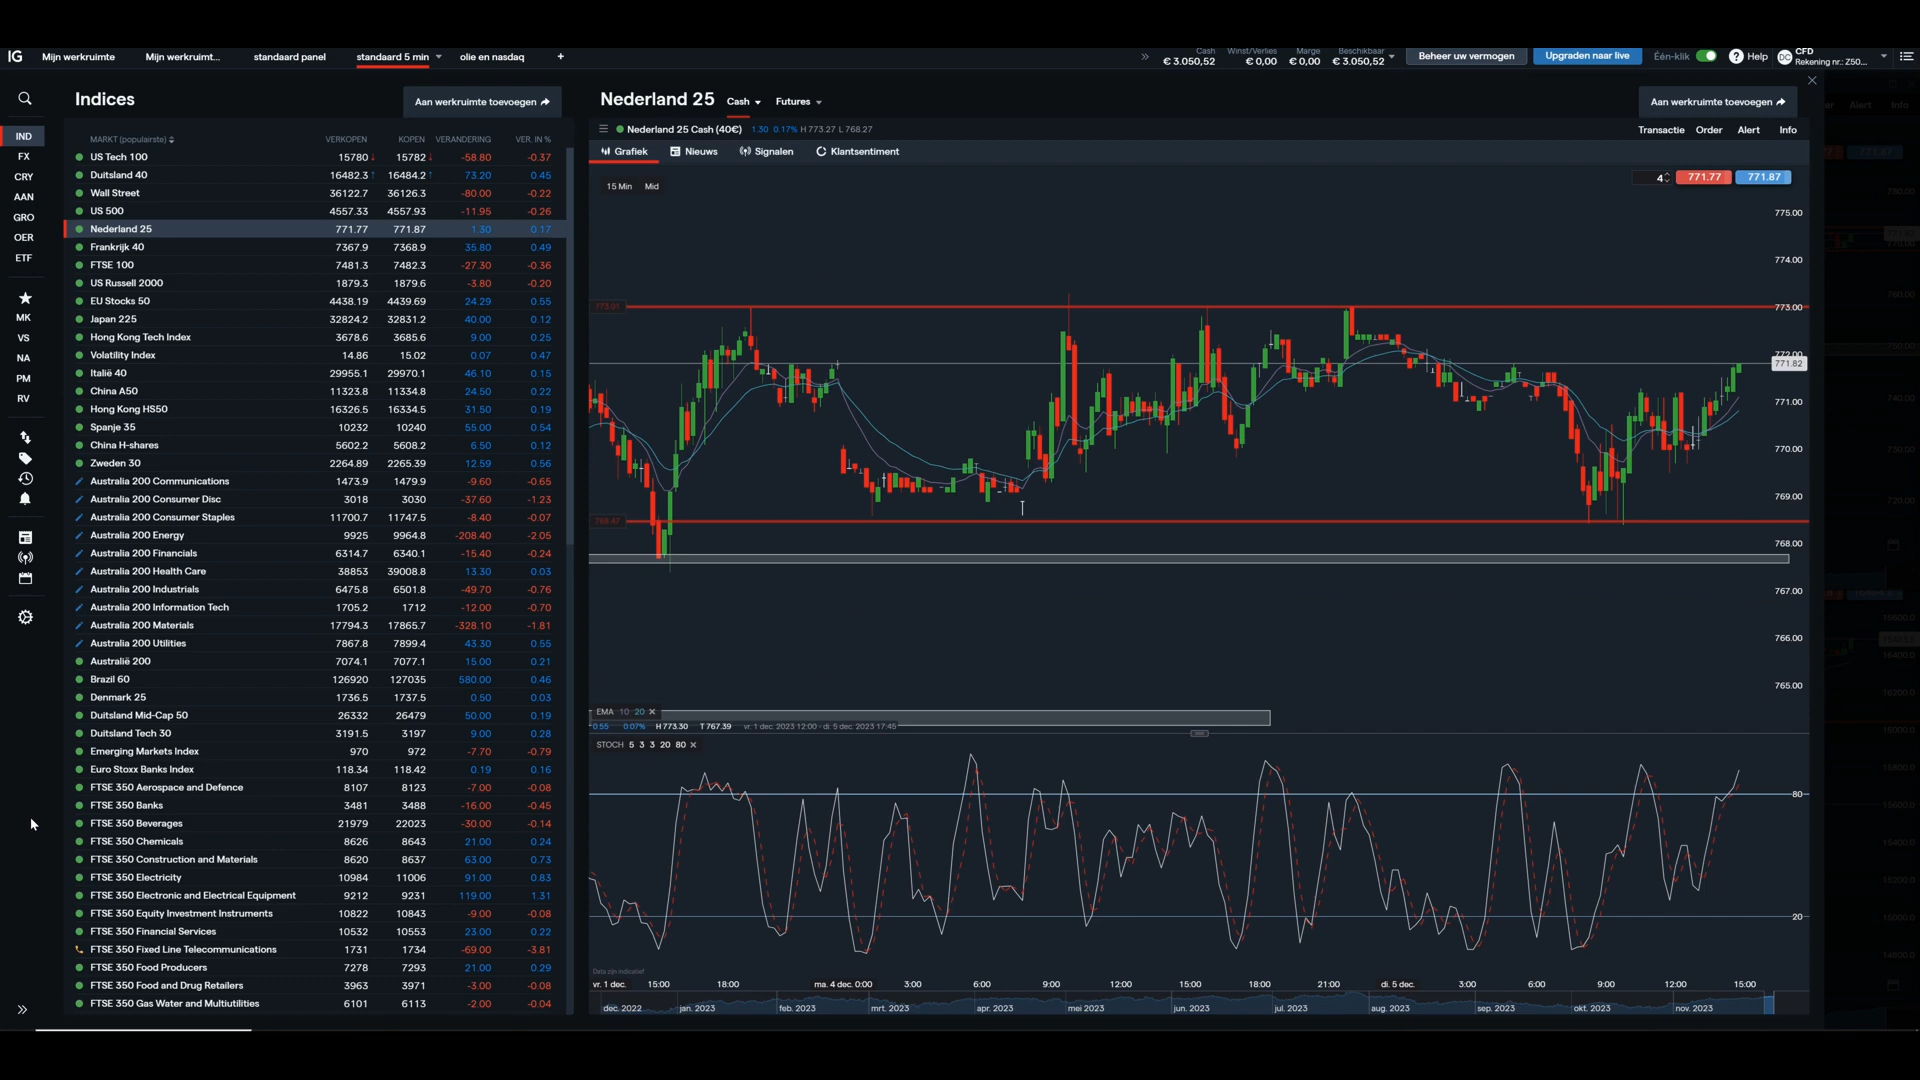 IG Mijn werkruimte Mijn werkruimt... standaard panel standaard 5 min olie en nasdaq +
Cash € 3.050,52 Winst/Verlies € 0,00 Marge € 0,00 Beschikbaar € 3.050,52 Beheer uw vermogen Upgraden naar live Één-klik Help DC CFD Rekening nr.: Z50...
Indices Aan werkruimte toevoegen
Nederland 25 Cash Futures Aan werkruimte toevoegen
Nederland 25 Cash (40€) 1.30 0.17% H 773.27 L 768.27 Transactie Order Alert Info
Grafiek Nieuws Signalen Klantsentiment
15 Min Mid 4 771.77 771.87
IND
FX
CRY
AAN
GRO
OER
ETF
MK
VS
NA
PM
RV
MARKT (populairste) VERKOPEN KOPEN VERANDERING VER. IN %
US Tech 100 15780 15782 -58.80 -0.37
Duitsland 40 16482.3 16484.2 73.20 0.45
Wall Street 36122.7 36126.3 -80.00 -0.22
US 500 4557.33 4557.93 -11.95 -0.26
Nederland 25 771.77 771.87 1.30 0.17
Frankrijk 40 7367.9 7368.9 35.80 0.49
FTSE 100 7481.3 7482.3 -27.30 -0.36
US Russell 2000 1879.3 1879.6 -3.80 -0.20
EU Stocks 50 4438.19 4439.69 24.29 0.55
Japan 225 32824.2 32831.2 40.00 0.12
Hong Kong Tech Index 3678.6 3685.6 9.00 0.25
Volatility Index 14.86 15.02 0.07 0.47
Italië 40 29955.1 29970.1 46.10 0.15
China A50 11323.8 11334.8 24.50 0.22
Hong Kong HS50 16326.5 16334.5 31.50 0.19
Spanje 35 10232 10240 55.00 0.54
China H-shares 5602.2 5608.2 6.50 0.12
Zweden 30 2264.89 2265.39 12.59 0.56
Australia 200 Communications 1473.9 1479.9 -9.60 -0.65
Australia 200 Consumer Disc 3018 3030 -37.60 -1.23
Australia 200 Consumer Staples 11700.7 11747.5 -8.40 -0.07
Australia 200 Energy 9925 9964.8 -208.40 -2.05
Australia 200 Financials 6314.7 6340.1 -15.40 -0.24
Australia 200 Health Care 38853 39008.8 13.30 0.03
Australia 200 Industrials 6475.8 6501.8 -49.70 -0.76
Australia 200 Information Tech 1705.2 1712 -12.00 -0.70
Australia 200 Materials 17794.3 17865.7 -328.10 -1.81
Australia 200 Utilities 7867.8 7899.4 43.30 0.55
Australië 200 7074.1 7077.1 15.00 0.21
Brazil 60 126920 127035 580.00 0.46
Denmark 25 1736.5 1737.5 0.50 0.03
Duitsland Mid-Cap 50 26332 26479 50.00 0.19
Duitsland Tech 30 3191.5 3197 9.00 0.28
Emerging Markets Index 970 972 -7.70 -0.79
Euro Stoxx Banks Index 118.34 118.42 0.19 0.16
FTSE 350 Aerospace and Defence 8107 8123 -7.00 -0.08
FTSE 350 Banks 3481 3488 -16.00 -0.45
FTSE 350 Beverages 21979 22023 -30.00 -0.14
FTSE 350 Chemicals 8626 8643 21.00 0.24
FTSE 350 Construction and Materials 8620 8637 63.00 0.73
FTSE 350 Electricity 10984 11006 91.00 0.83
FTSE 350 Electronic and Electrical Equipment 9212 9231 119.00 1.31
FTSE 350 Equity Investment Instruments 10822 10843 -9.00 -0.08
FTSE 350 Financial Services 10532 10553 23.00 0.22
FTSE 350 Fixed Line Telecommunications 1731 1734 -69.00 -3.81
FTSE 350 Food Producers 7278 7293 21.00 0.29
FTSE 350 Food and Drug Retailers 3963 3971 -3.00 -0.08
FTSE 350 Gas Water and Multiutilities 6101 6113 -2.00 -0.04
775.00
774.00
773.01 773.00
772.00
771.82
771.00
770.00
769.00
768.47
768.00
767.00
766.00
765.00
EMA 10 20
0.55 0.07% H 773.30 T 767.39 vr. 1 dec. 2023 12:00 - di. 5 dec. 2023 17:45
STOCH 5 3 3 20 80
80
20
Data zijn indicatief
vr. 1 dec. 15:00 18:00 ma. 4 dec. 0:00 3:00 6:00 9:00 12:00 15:00 18:00 21:00 di. 5 dec. 3:00 6:00 9:00 12:00 15:00
dec. 2022 jan. 2023 feb. 2023 mrt. 2023 apr. 2023 mei 2023 jun. 2023 jul. 2023 aug. 2023 sep. 2023 okt. 2023 nov. 2023